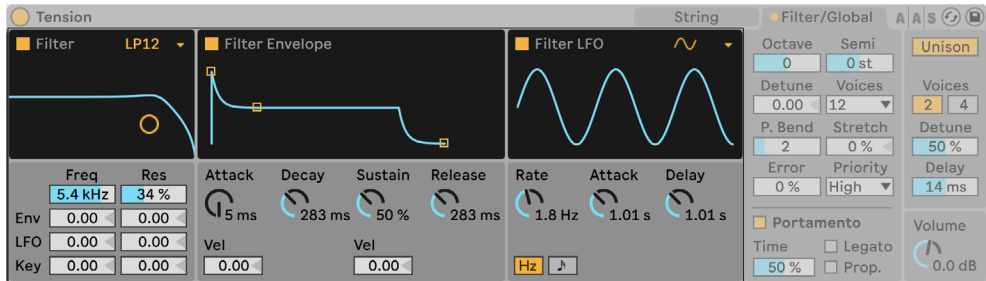 Tension String Filter/Global A A S
Filter LP12 Filter Envelope Filter LFO
Octave Semi Unison
0 0 st
Detune Voices Voices
0.00 12 2 4
P. Bend Stretch Detune
2 0 % 50 %
Error Priority Delay
0 % High 14 ms
Freq Res Attack Decay Sustain Release Rate Attack Delay
5.4 kHz 34 % 5 ms 283 ms 50 % 283 ms 1.8 Hz 1.01 s 1.01 s
Env 0.00 0.00
Portamento Volume
LFO 0.00 0.00 Vel Vel
Time Legato
Key 0.00 0.00 0.00 0.00 Hz ♪
50 % Prop. 0.0 dB